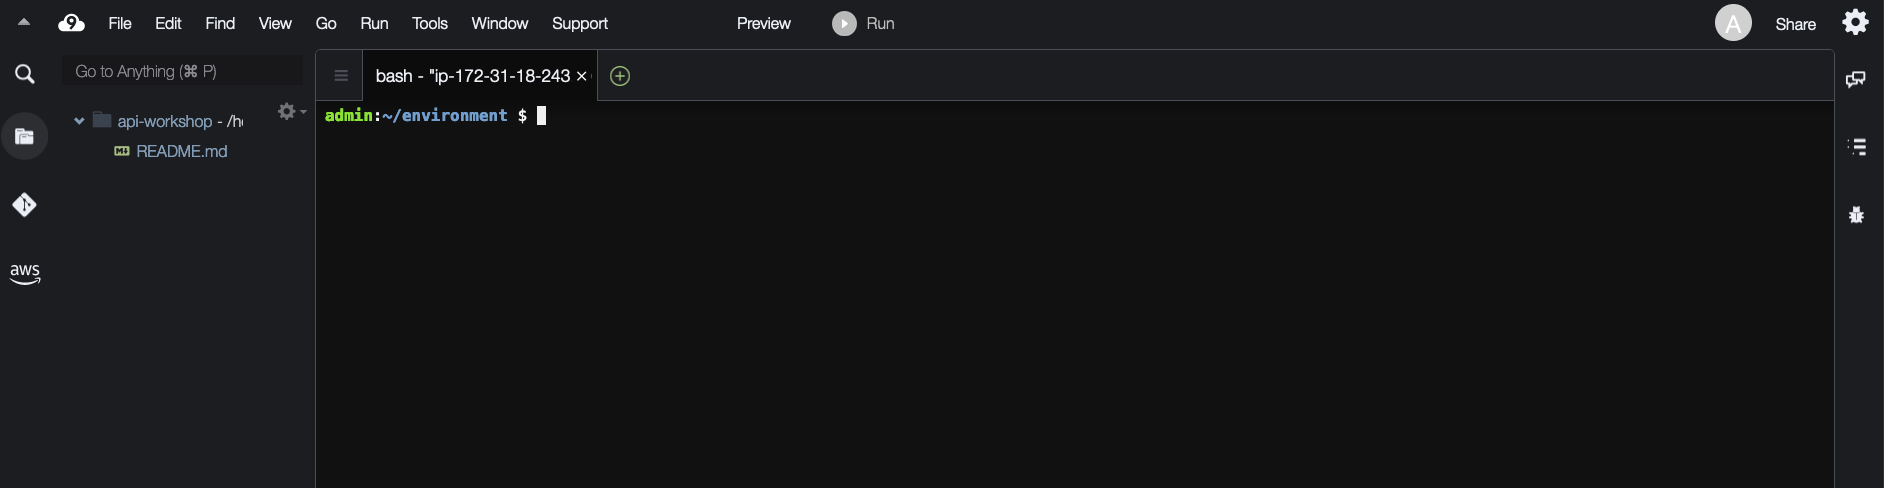 9 File Edit Find View Go Run Tools Window Support Preview Run A Share
Go to Anything (⌘ P)
bash - "ip-172-31-18-243 ×
api-workshop - /h
README.md
admin:~/environment $
aws